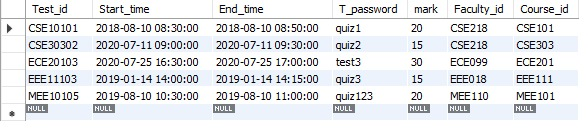 Test_id Start_time End_time T_password mark Faculty_id Course_id
CSE10101 2018-08-10 08:30:00 2018-08-10 08:50:00 quiz1 20 CSE218 CSE101
CSE30302 2020-07-11 09:00:00 2020-07-11 09:30:00 quiz2 15 CSE218 CSE303
ECE20103 2020-07-25 16:30:00 2020-07-25 17:00:00 test3 30 ECE099 ECE201
EEE11103 2019-01-14 14:00:00 2019-01-14 14:15:00 quiz3 15 EEE018 EEE111
MEE10105 2019-08-10 10:30:00 2019-08-10 11:00:00 quiz123 20 MEE110 MEE101
NULL NULL NULL NULL NULL NULL NULL